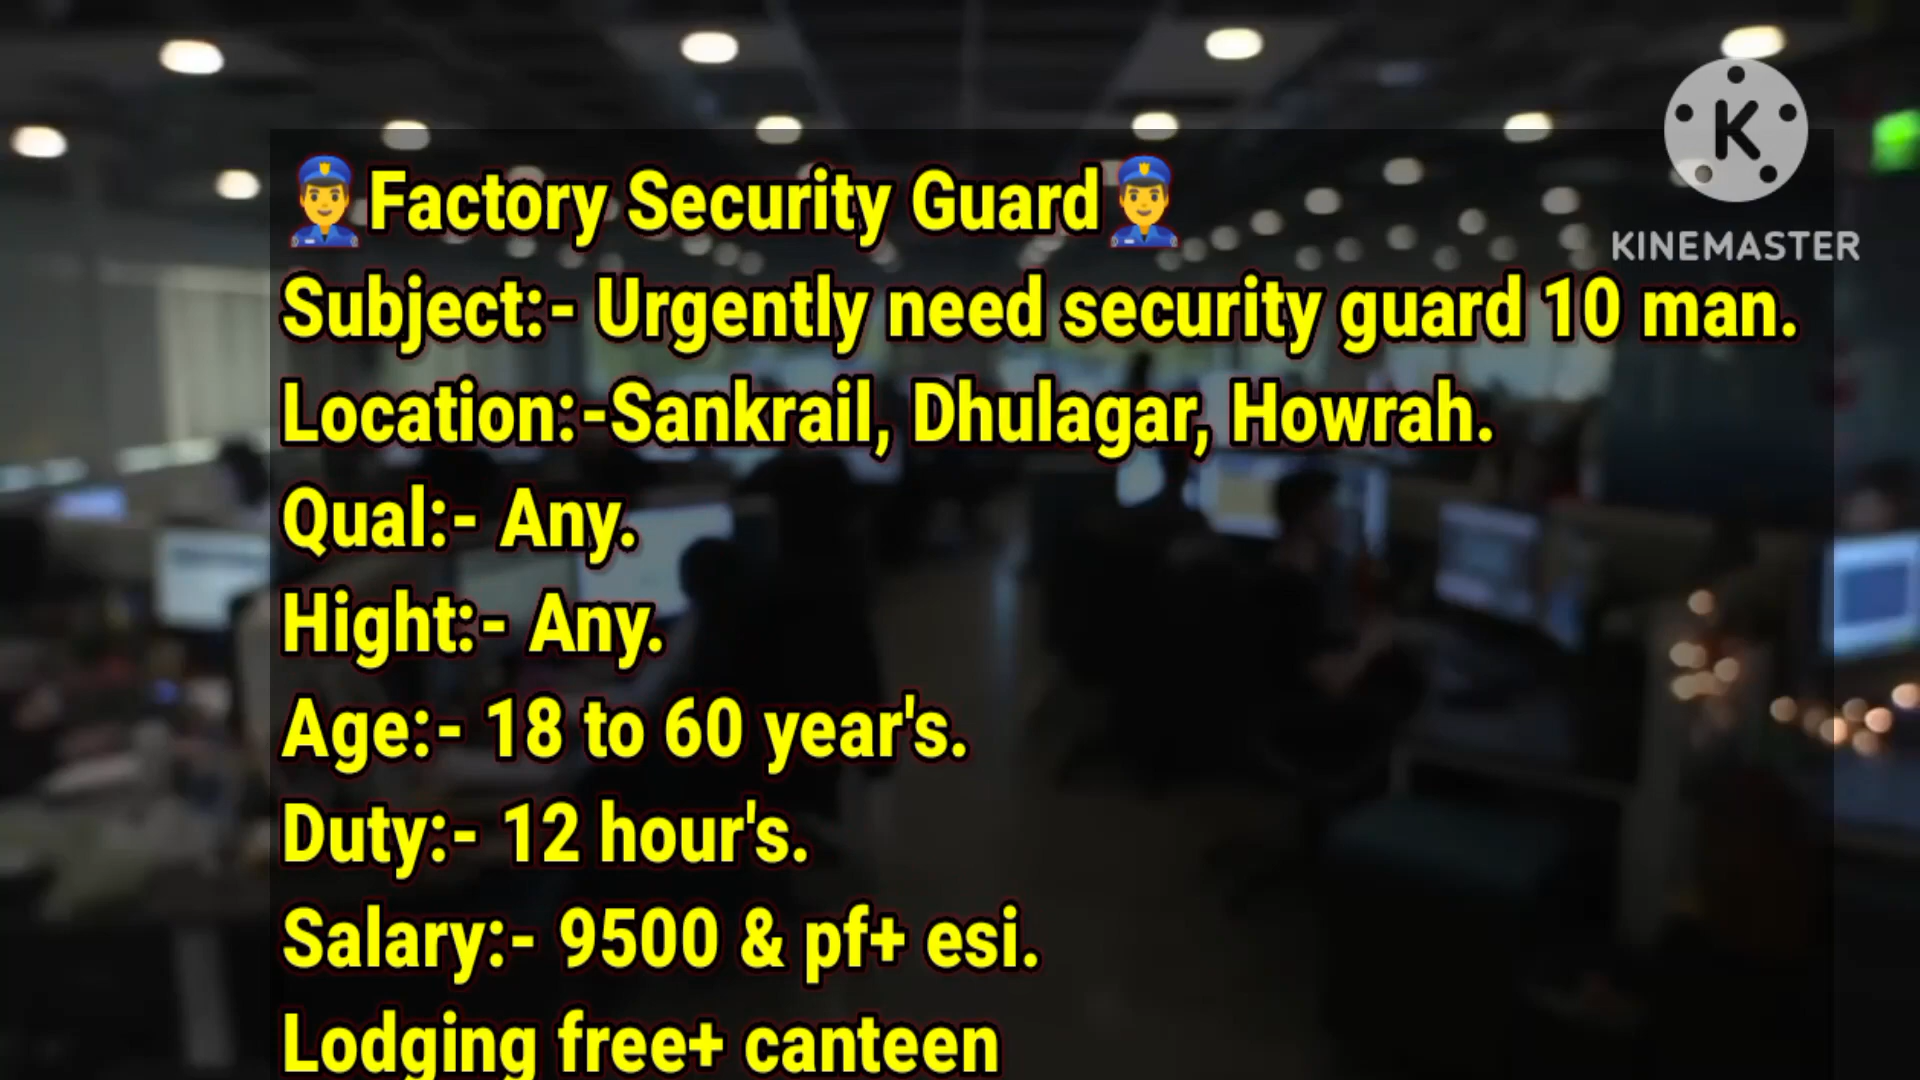 👮‍♂️Factory Security Guard👮‍♂️
Subject:- Urgently need security guard 10 man.
Location:-Sankrail, Dhulagar, Howrah.
Qual:- Any.
Hight:- Any.
Age:- 18 to 60 year's.
Duty:- 12 hour's.
Salary:- 9500 & pf+ esi.
Lodging free+ canteen
K
KINEMASTER